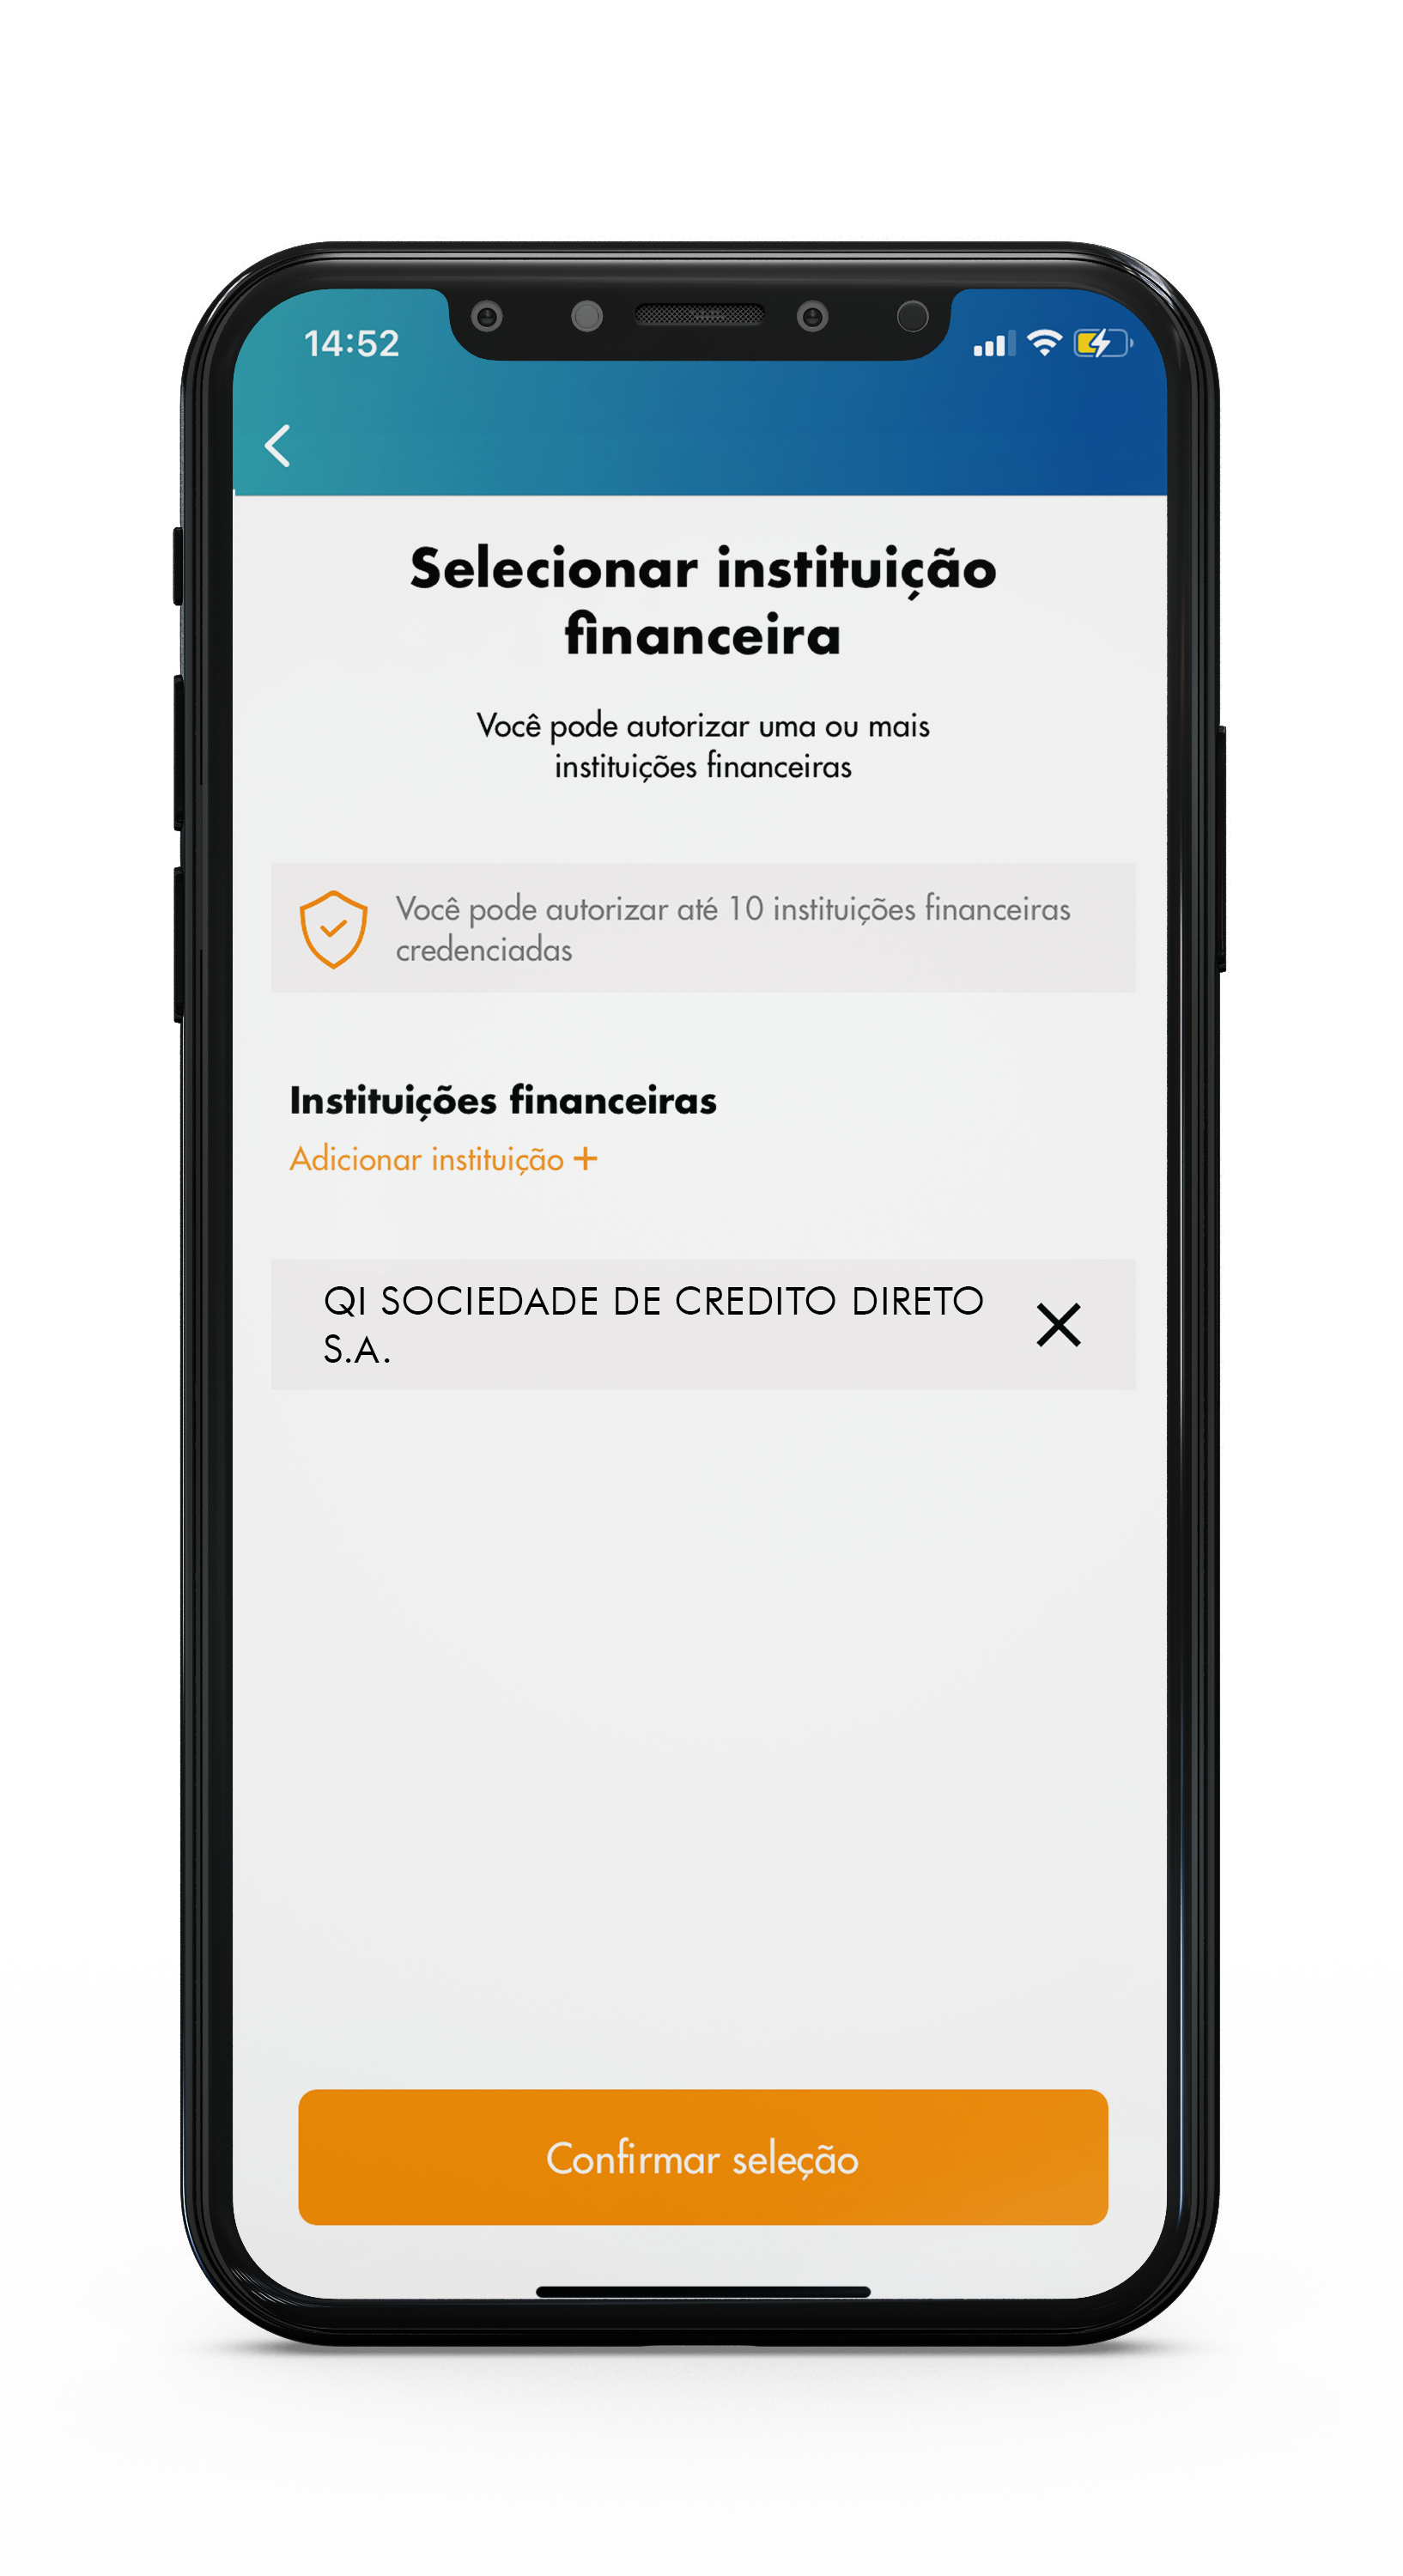 14:52
Selecionar instituição
financeira
Você pode autorizar uma ou mais
instituições financeiras
Você pode autorizar até 10 instituições financeiras
credenciadas
Instituições financeiras
Adicionar instituição +
QI SOCIEDADE DE CREDITO DIRETO
S.A.
Confirmar seleção